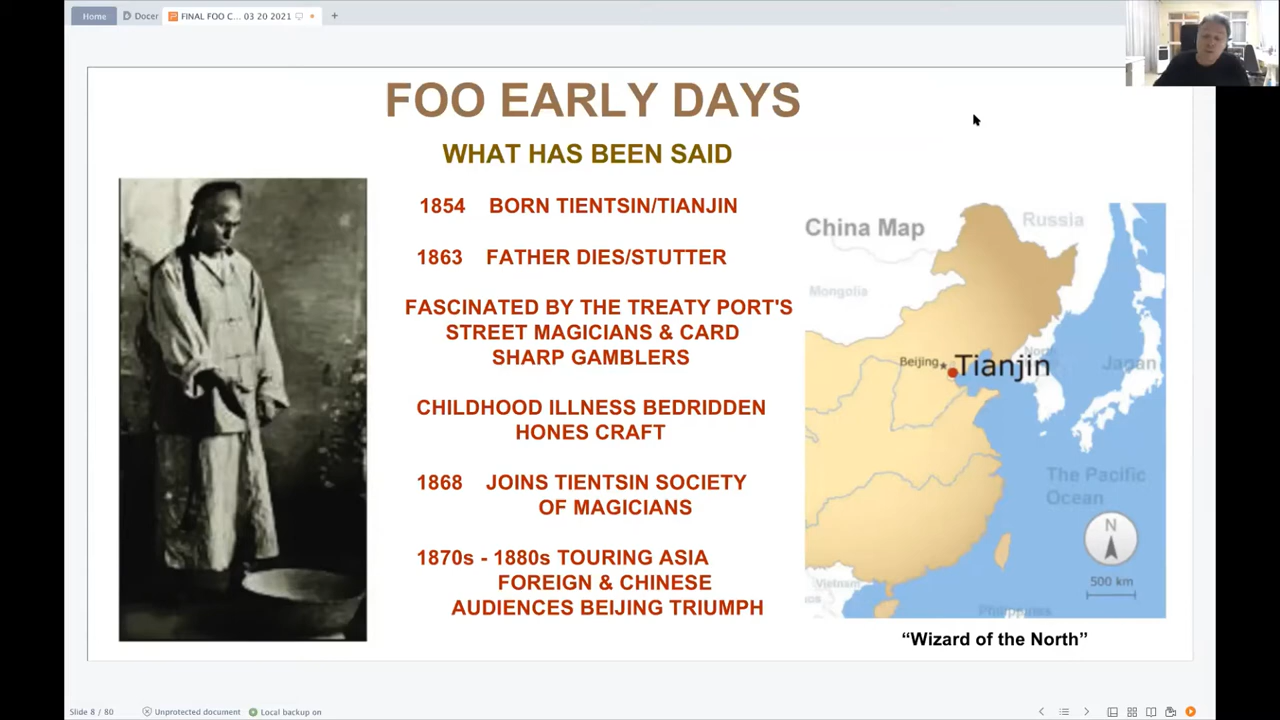 Home
Docer
FINAL FOO C... 03 20 2021
FOO EARLY DAYS
WHAT HAS BEEN SAID
1854 BORN TIENTSIN/TIANJIN
1863 FATHER DIES/STUTTER
FASCINATED BY THE TREATY PORT'S
STREET MAGICIANS & CARD
SHARP GAMBLERS
CHILDHOOD ILLNESS BEDRIDDEN
HONES CRAFT
1868 JOINS TIENTSIN SOCIETY
OF MAGICIANS
1870s - 1880s TOURING ASIA
FOREIGN & CHINESE
AUDIENCES BEIJING TRIUMPH
China Map
Russia
Mongolia
Beijing
Tianjin
North
Japan
The Pacific
Ocean
N
500 km
Vietnam
Philippines
“Wizard of the North”
Slide 8 / 80
Unprotected document
Local backup on